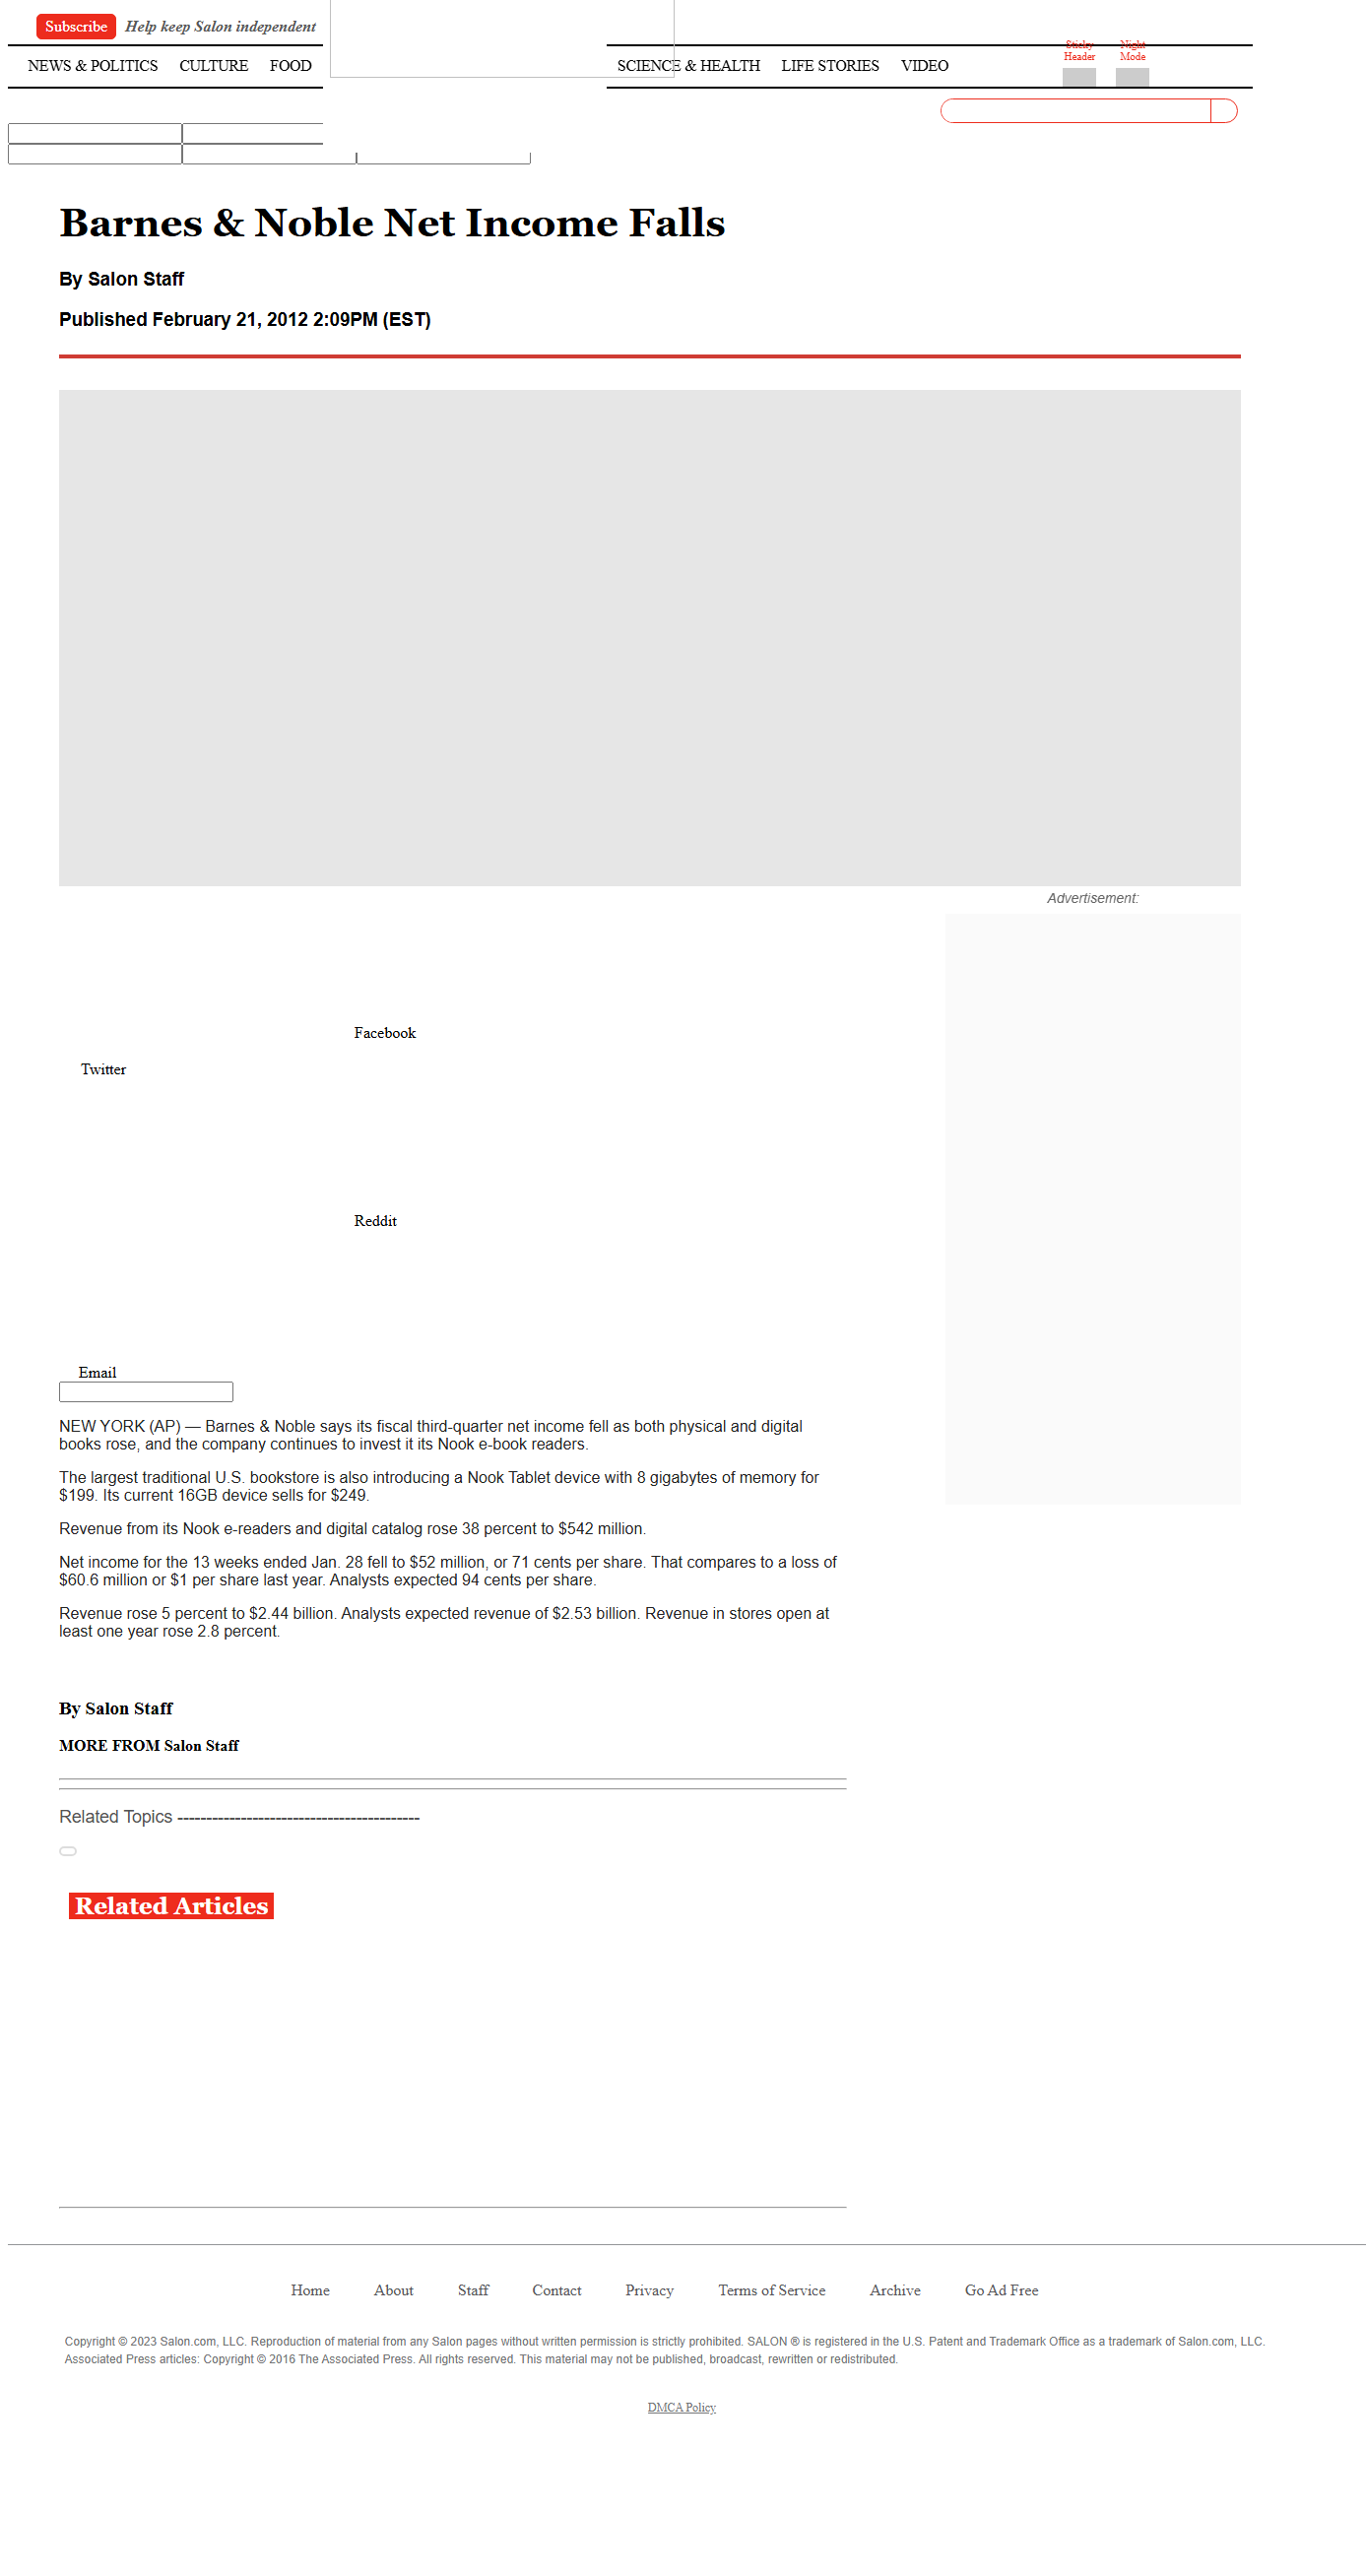 Subscribe Help keep Salon independent
NEWS & POLITICS CULTURE FOOD SCIENCE & HEALTH LIFE STORIES VIDEO
Sticky Header
Night Mode
Barnes & Noble Net Income Falls
By Salon Staff
Published February 21, 2012 2:09PM (EST)
Advertisement:
Facebook
Twitter
Reddit
Email
NEW YORK (AP) — Barnes & Noble says its fiscal third-quarter net income fell as both physical and digital
books rose, and the company continues to invest it its Nook e-book readers.
The largest traditional U.S. bookstore is also introducing a Nook Tablet device with 8 gigabytes of memory for
$199. Its current 16GB device sells for $249.
Revenue from its Nook e-readers and digital catalog rose 38 percent to $542 million.
Net income for the 13 weeks ended Jan. 28 fell to $52 million, or 71 cents per share. That compares to a loss of
$60.6 million or $1 per share last year. Analysts expected 94 cents per share.
Revenue rose 5 percent to $2.44 billion. Analysts expected revenue of $2.53 billion. Revenue in stores open at
least one year rose 2.8 percent.
By Salon Staff
MORE FROM Salon Staff
Related Topics ------------------------------------------
Related Articles
Home About Staff Contact Privacy Terms of Service Archive Go Ad Free
Copyright © 2023 Salon.com, LLC. Reproduction of material from any Salon pages without written permission is strictly prohibited. SALON ® is registered in the U.S. Patent and Trademark Office as a trademark of Salon.com, LLC.
Associated Press articles: Copyright © 2016 The Associated Press. All rights reserved. This material may not be published, broadcast, rewritten or redistributed.
DMCA Policy